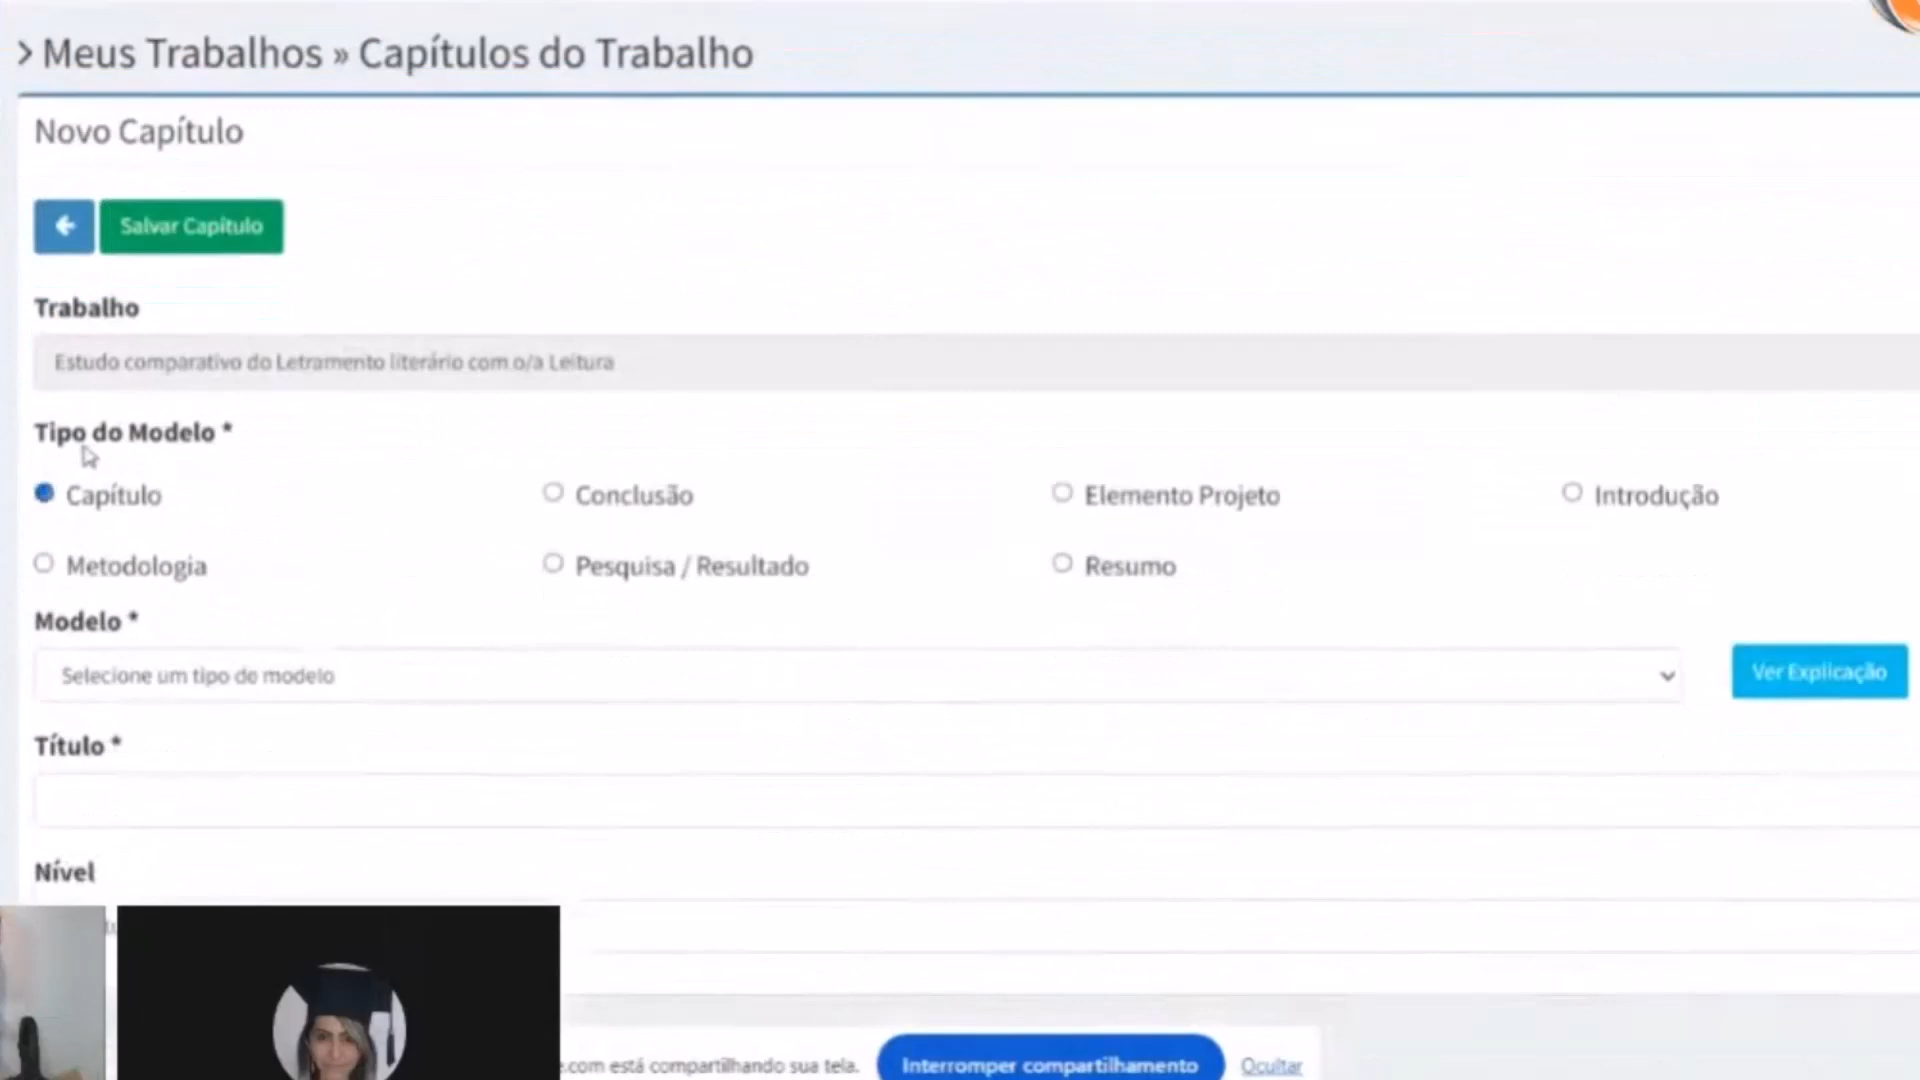 Meus Trabalhos » Capítulos do Trabalho
Novo Capítulo
Salvar Capítulo
Trabalho
Estudo comparativo do Letramento literário com o/a Leitura
Tipo do Modelo *
Capítulo
Conclusão
Elemento Projeto
Introdução
Metodologia
Pesquisa / Resultado
Resumo
Modelo *
Selecione um tipo de modelo
Ver Explicação
Título *
Nível
.com está compartilhando sua tela.
Interromper compartilhamento
Ocultar